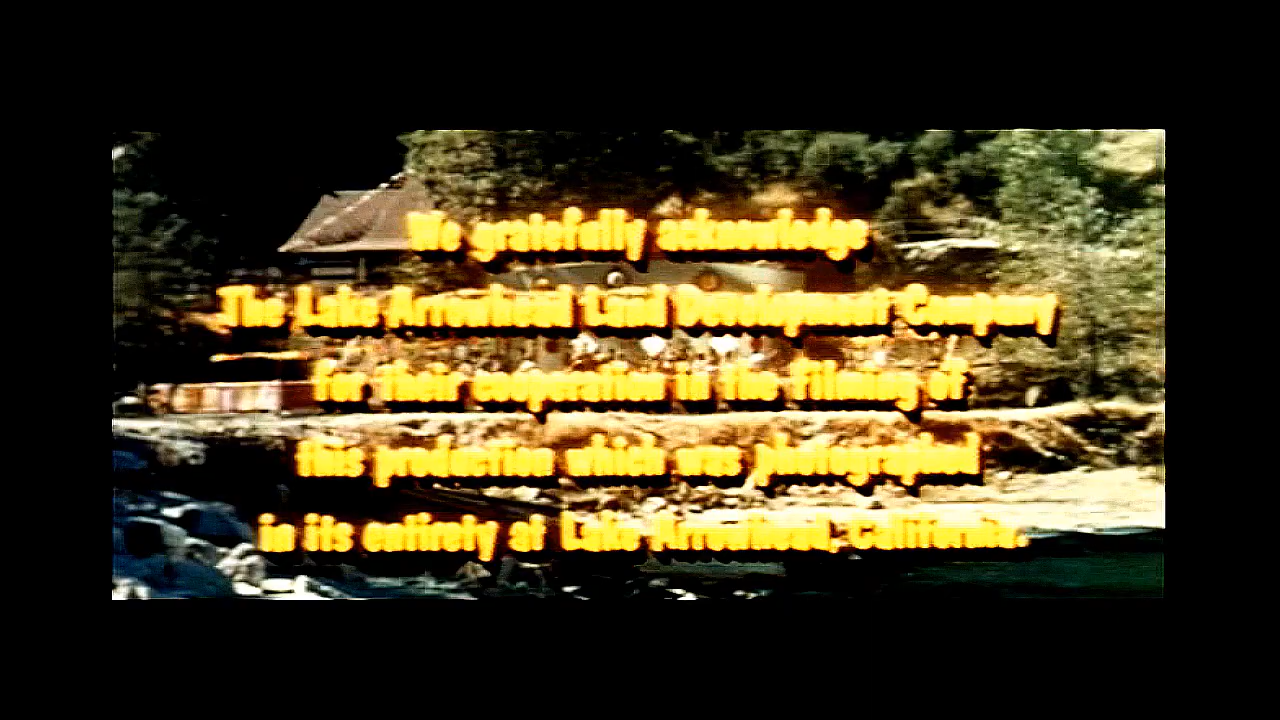 We gratefully acknowledge
The Lake Arrowhead Land Development Company
for their cooperation in the filming of
this production which was photographed
in its entirety at Lake Arrowhead, California.